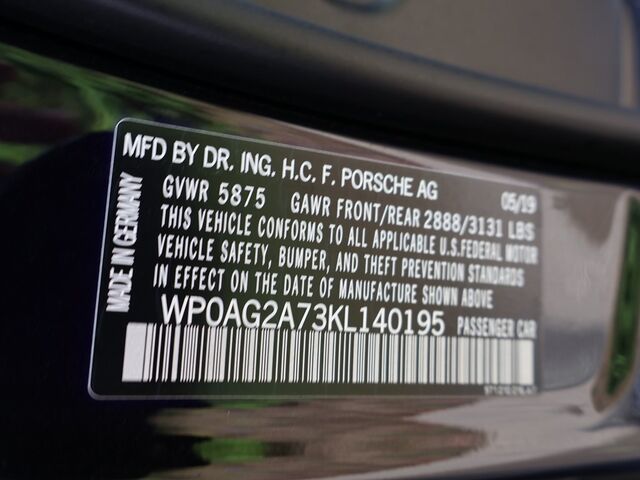 MFD BY DR. ING. H.C. F. PORSCHE AG 05/19
GVWR 5875 GAWR FRONT/REAR 2888/3131 LBS
THIS VEHICLE CONFORMS TO ALL APPLICABLE U.S.FEDERAL MOTOR
VEHICLE SAFETY, BUMPER, AND THEFT PREVENTION STANDARDS
IN EFFECT ON THE DATE OF MANUFACTURE SHOWN ABOVE
WP0AG2A73KL140195 PASSENGER CAR
MADE IN GERMANY